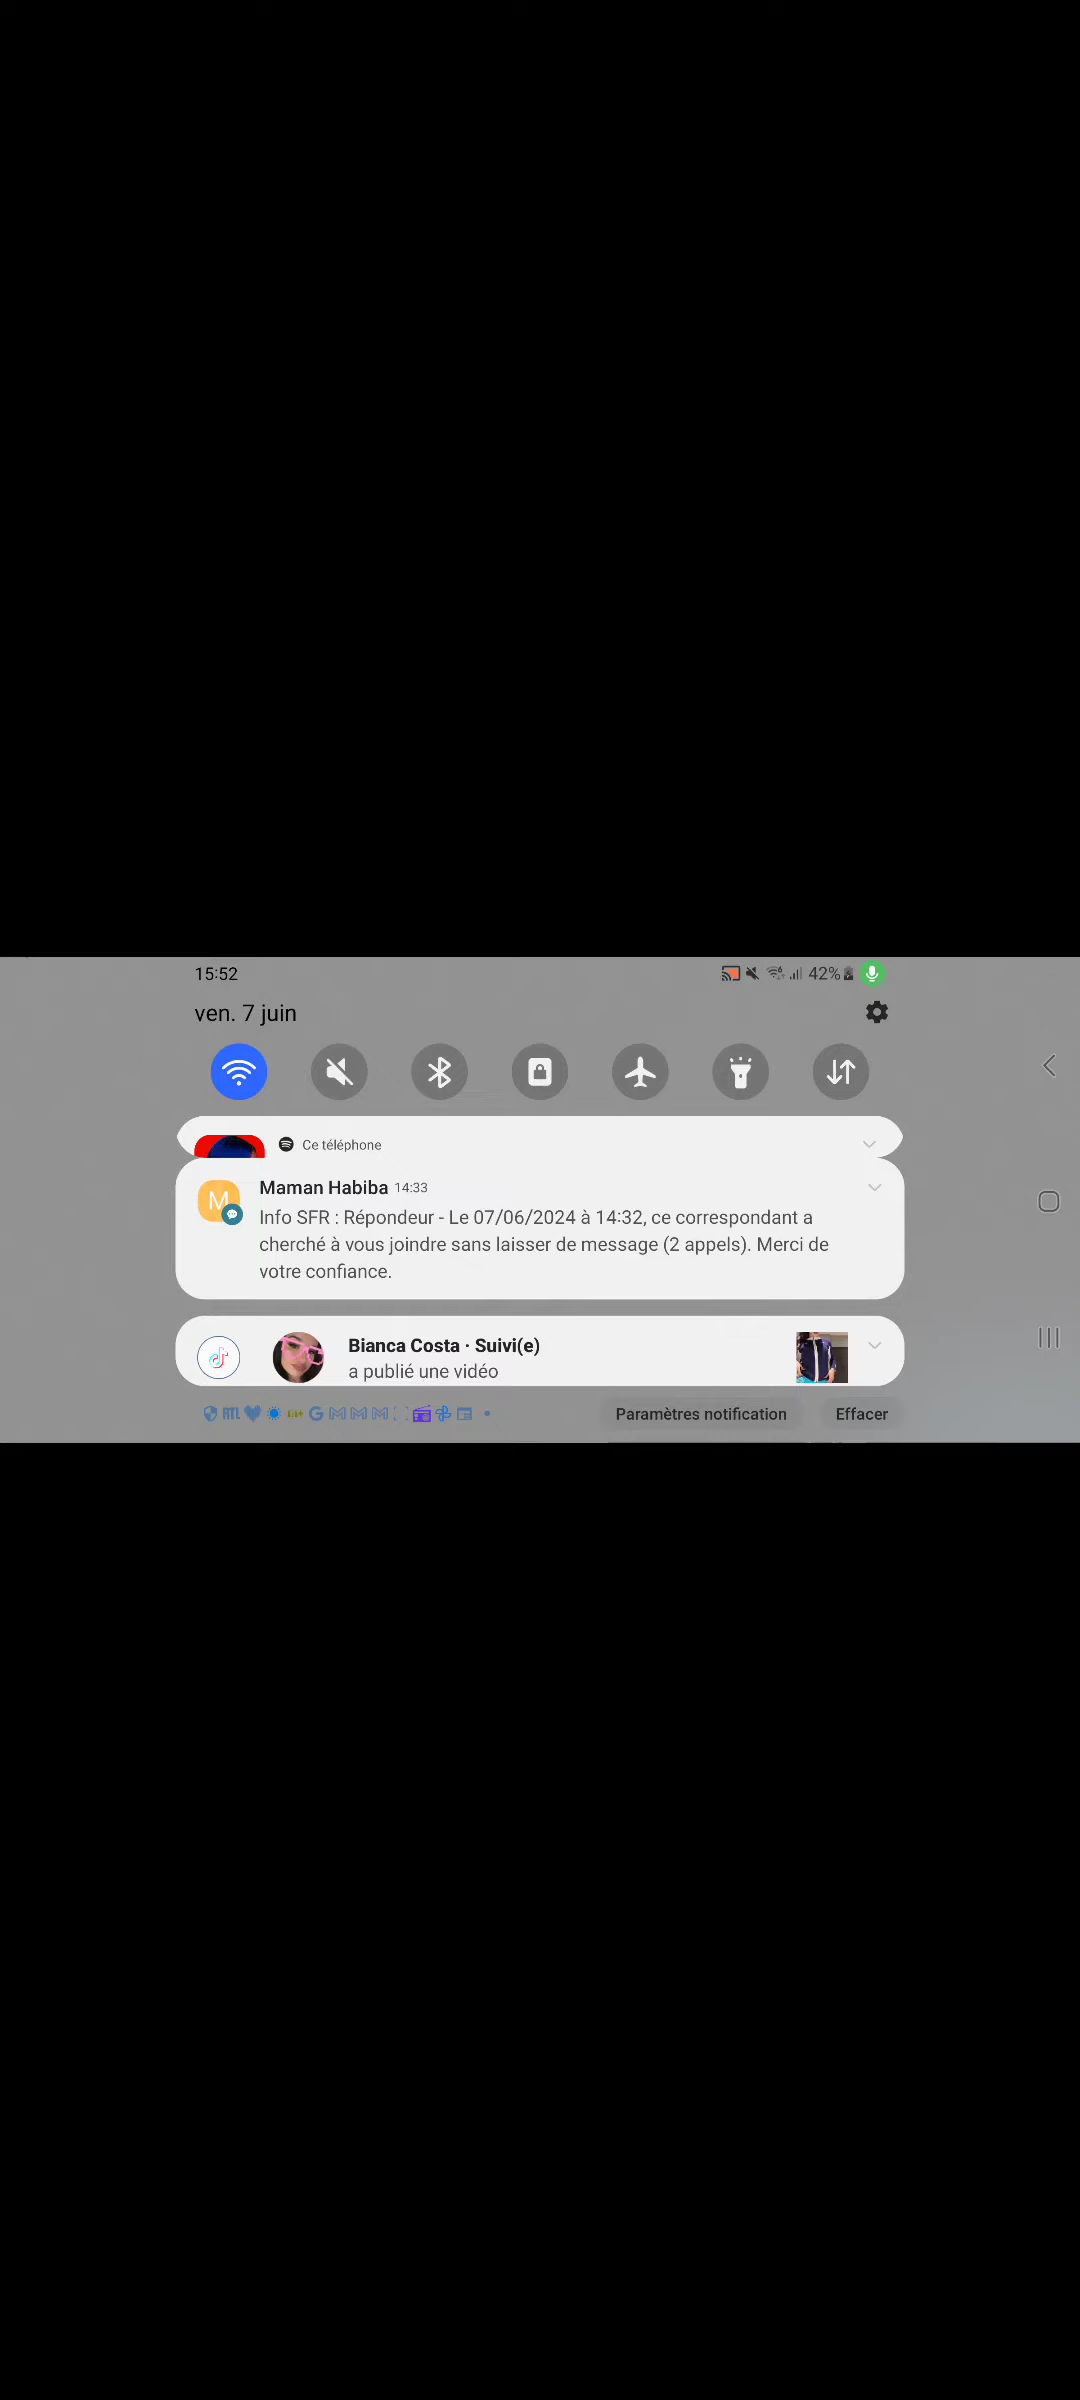 15:52
42%
ven. 7 juin
Ce téléphone
M
Maman Habiba 14:33
Info SFR : Répondeur - Le 07/06/2024 à 14:32, ce correspondant a
cherché à vous joindre sans laisser de message (2 appels). Merci de
votre confiance.
Bianca Costa · Suivi(e)
a publié une vidéo
RTL
G
Paramètres notification
Effacer